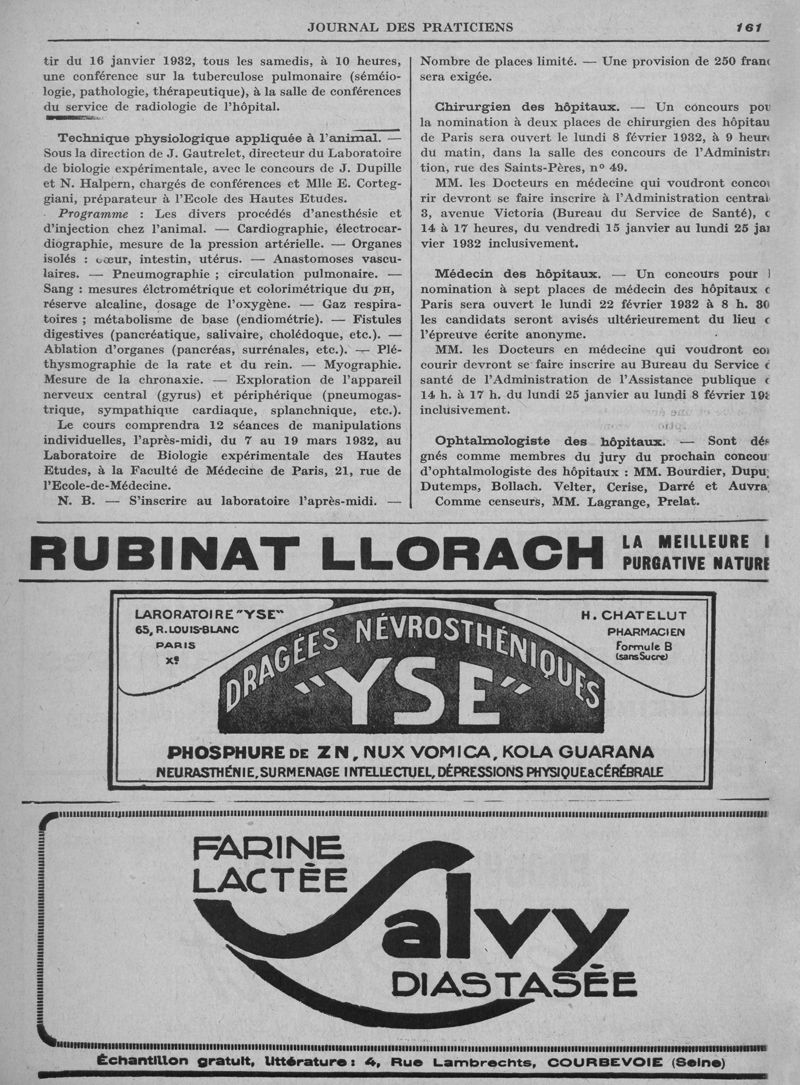 JOURNAL DES PRATICIENS
161
tir du 16 janvier 1932, tous les samedis, à 10 heures,
une conférence sur la tuberculose pulmonaire (séméio-
logie, pathologie, thérapeutique), à la salle de conférences
du service de radiologie de l'hôpital.
Technique physiologique appliquée à l'animal. —
Sous la direction de J. Gautrelet, directeur du Laboratoire
de biologie expérimentale, avec le concours de J. Dupille
et N. Halpern, chargés de conférences et Mlle E. Corteg-
giani, préparateur à l'Ecole des Hautes Etudes.
Programme : Les divers procédés d'anesthésie et
d'injection chez l'animal. — Cardiographie, électrocar-
diographie, mesure de la pression artérielle. — Organes
isolés : cœur, intestin, utérus. — Anastomoses vascu-
laires. — Pneumographie ; circulation pulmonaire. —
Sang : mesures élctrométrique et colorimétrique du pH,
réserve alcaline, dosage de l'oxygène. — Gaz respira-
toires ; métabolisme de base (endiométrie). — Fistules
digestives (pancréatique, salivaire, cholédoque, etc.). —
Ablation d'organes (pancréas, surrénales, etc.). — Plé-
thysmographie de la rate et du rein. — Myographie.
Mesure de la chronaxie. — Exploration de l'appareil
nerveux central (gyrus) et périphérique (pneumogas-
trique, sympathique cardiaque, splanchnique, etc.).
Le cours comprendra 12 séances de manipulations
individuelles, l'après-midi, du 7 au 19 mars 1932, au
Laboratoire de Biologie expérimentale des Hautes
Etudes, à la Faculté de Médecine de Paris, 21, rue de
l'Ecole-de-Médecine.
N. B. — S'inscrire au laboratoire l'après-midi. —
Nombre de places limité. — Une provision de 250 franc
sera exigée.
Chirurgien des hôpitaux. — Un concours pou
la nomination à deux places de chirurgien des hôpitau
de Paris sera ouvert le lundi 8 février 1932, à 9 heure
du matin, dans la salle des concours de l'Administra
tion, rue des Saints-Pères, n° 49.
MM. les Docteurs en médecine qui voudront concou
rir devront se faire inscrire à l'Administration central
3, avenue Victoria (Bureau du Service de Santé), d
14 à 17 heures, du vendredi 15 janvier au lundi 25 jan
vier 1932 inclusivement.
Médecin des hôpitaux. — Un concours pour l
nomination à sept places de médecin des hôpitaux d
Paris sera ouvert le lundi 22 février 1932 à 8 h. 30
les candidats seront avisés ultérieurement du lieu d
l'épreuve écrite anonyme.
MM. les Docteurs en médecine qui voudront con
courir devront se faire inscrire au Bureau du Service d
santé de l'Administration de l'Assistance publique d
14 h. à 17 h. du lundi 25 janvier au lundi 8 février 193
inclusivement.
Ophtalmologiste des hôpitaux. — Sont dés
gnés comme membres du jury du prochain concou
d'ophtalmologiste des hôpitaux : MM. Bourdier, Dupu
Dutemps, Bollach. Velter, Cerise, Darré et Auvra
Comme censeurs, MM. Lagrange, Prelat.
RUBINAT LLORACH
LA MEILLEURE
PURGATIVE NATURE
LARORATOIRE "YSE"
65, R. LOUIS-BLANC
PARIS
Xe
H. CHATELUT
PHARMACIEN
Formule B
(sans Sucre)
DRAGÉES NÉVROSTHÉNIQUES
"YSE"
PHOSPHURE DE ZN, NUX VOMICA, KOLA GUARANA
NEURASTHÉNIE, SURMENAGE INTELLECTUEL, DÉPRESSIONS PHYSIQUE & CÉRÉBRALE
FARINE
LACTÉE
Salvy
DIASTASÉE
Échantillon gratuit, littérature : 4, Rue Lambrechts, COURBEVOIE (Seine)